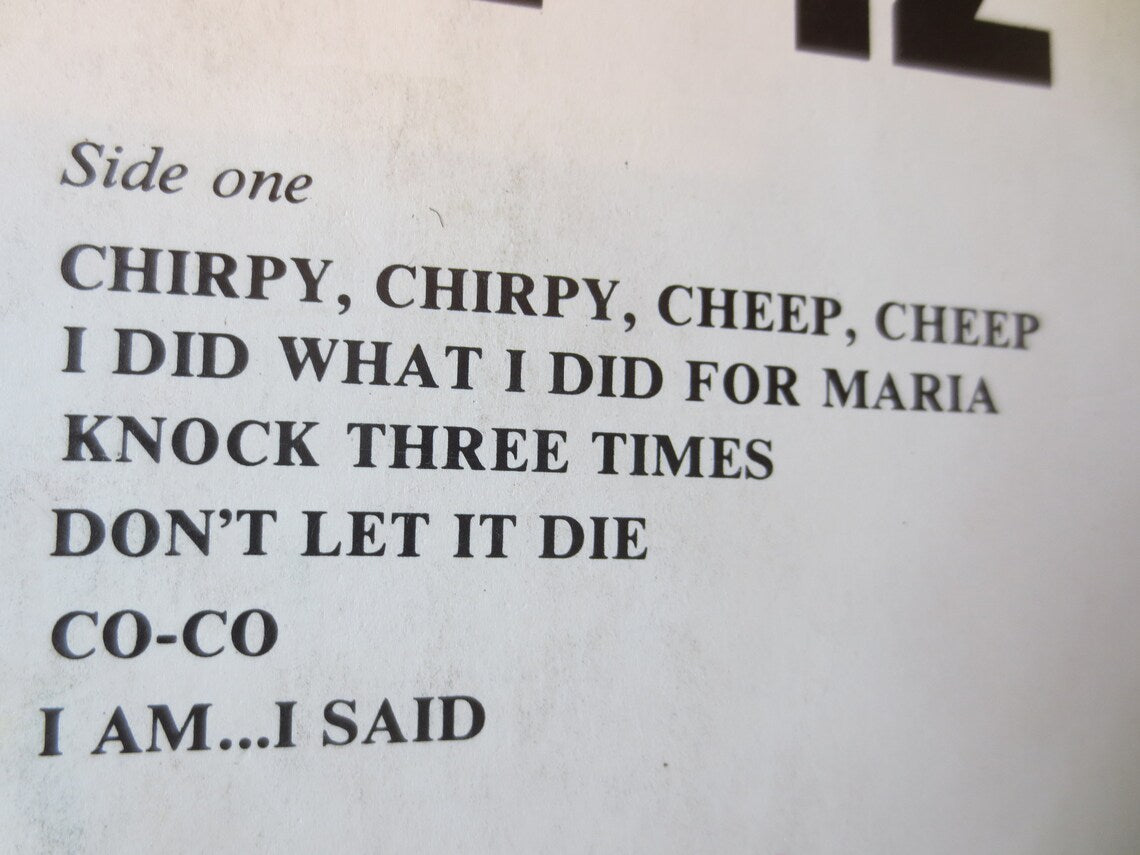 Side one
CHIRPY, CHIRPY, CHEEP, CHEEP
I DID WHAT I DID FOR MARIA
KNOCK THREE TIMES
DON'T LET IT DIE
CO-CO
I AM...I SAID